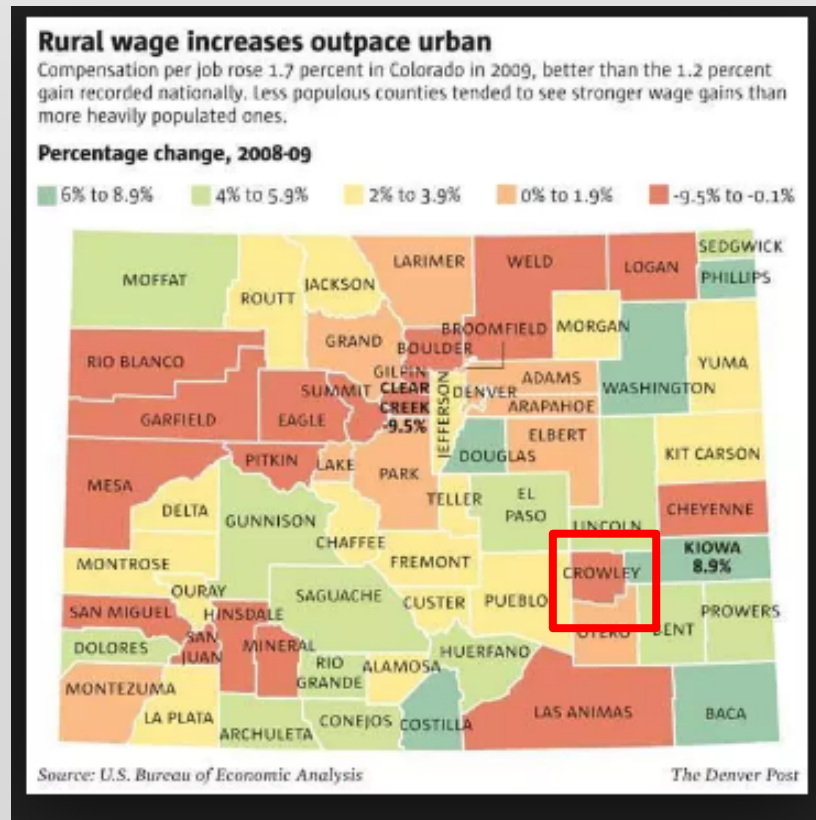 Rural wage increases outpace urban
Compensation per job rose 1.7 percent in Colorado in 2009, better than the 1.2 percent
gain recorded nationally. Less populous counties tended to see stronger wage gains than
more heavily populated ones.
Percentage change, 2008-09
6% to 8.9%
4% to 5.9%
2% to 3.9%
0% to 1.9%
-9.5% to -0.1%
MOFFAT
ROUTT
JACKSON
LARIMER
WELD
LOGAN
SEDGWICK
PHILLIPS
RIO BLANCO
GRAND
BOULDER
BROOMFIELD
MORGAN
WASHINGTON
YUMA
GARFIELD
EAGLE
SUMMIT
GILPIN
CLEAR
CREEK
-9.5%
JEFFERSON
DENVER
ADAMS
ARAPAHOE
MESA
PITKIN
LAKE
PARK
DOUGLAS
ELBERT
KIT CARSON
DELTA
GUNNISON
CHAFFEE
TELLER
EL
PASO
LINCOLN
CHEYENNE
MONTROSE
OURAY
SAGUACHE
FREMONT
CUSTER
PUEBLO
CROWLEY
KIOWA
8.9%
SAN MIGUEL
HINSDALE
SAN
JUAN
MINERAL
DOLORES
RIO
GRANDE
ALAMOSA
HUERFANO
OTERO
BENT
PROWERS
MONTEZUMA
LA PLATA
ARCHULETA
CONEJOS
COSTILLA
LAS ANIMAS
BACA
Source: U.S. Bureau of Economic Analysis
The Denver Post